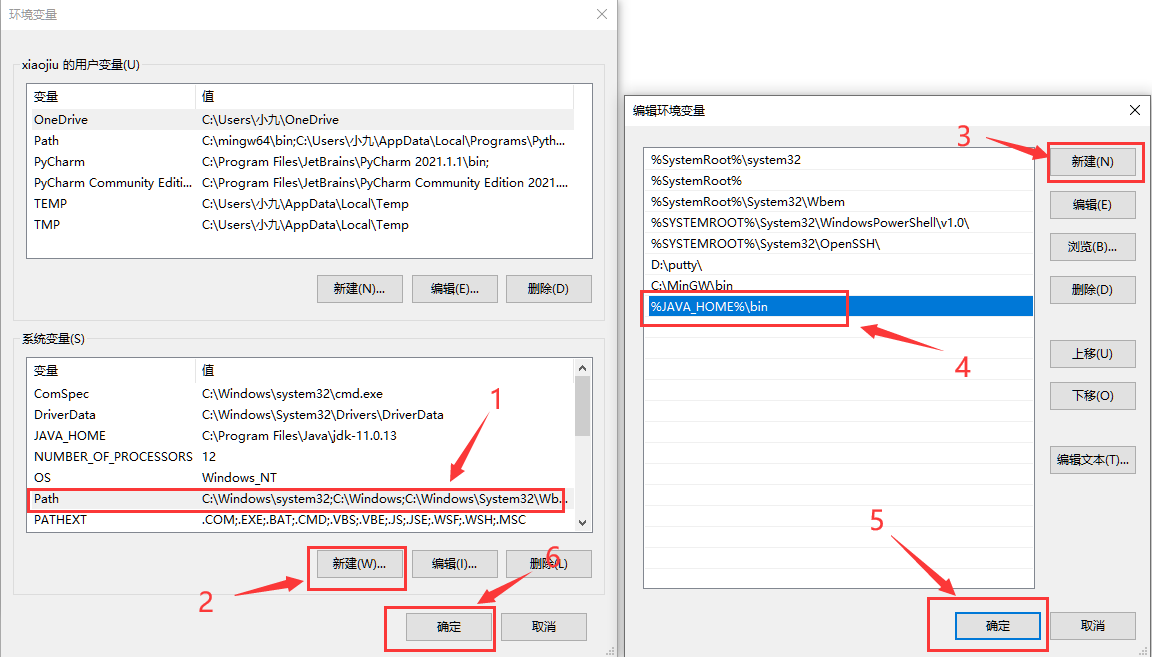 环境变量
xiaojiu 的用户变量(U)
变量 值
OneDrive C:\Users\小九\OneDrive
Path C:\mingw64\bin;C:\Users\小九\AppData\Local\Programs\Pyth...
PyCharm C:\Program Files\JetBrains\PyCharm 2021.1.1\bin;
PyCharm Community Editi... C:\Program Files\JetBrains\PyCharm Community Edition 2021....
TEMP C:\Users\小九\AppData\Local\Temp
TMP C:\Users\小九\AppData\Local\Temp
新建(N)... 编辑(E)... 删除(D)
系统变量(S)
变量 值
ComSpec C:\Windows\system32\cmd.exe
DriverData C:\Windows\System32\Drivers\DriverData
JAVA_HOME C:\Program Files\Java\jdk-11.0.13
NUMBER_OF_PROCESSORS 12
OS Windows_NT
Path C:\Windows\system32;C:\Windows;C:\Windows\System32\Wb...
PATHEXT .COM;.EXE;.BAT;.CMD;.VBS;.VBE;.JS;.JSE;.WSF;.WSH;.MSC
1
新建(W)... 编辑(I)... 删除(L)
2
6
确定 取消
编辑环境变量
3
%SystemRoot%\system32
%SystemRoot%
%SystemRoot%\System32\Wbem
%SYSTEMROOT%\System32\WindowsPowerShell\v1.0\
%SYSTEMROOT%\System32\OpenSSH\
D:\putty\
C:\MinGW\bin
%JAVA_HOME%\bin
4
新建(N)
编辑(E)
浏览(B)...
删除(D)
上移(U)
下移(O)
编辑文本(T)...
5
确定 取消